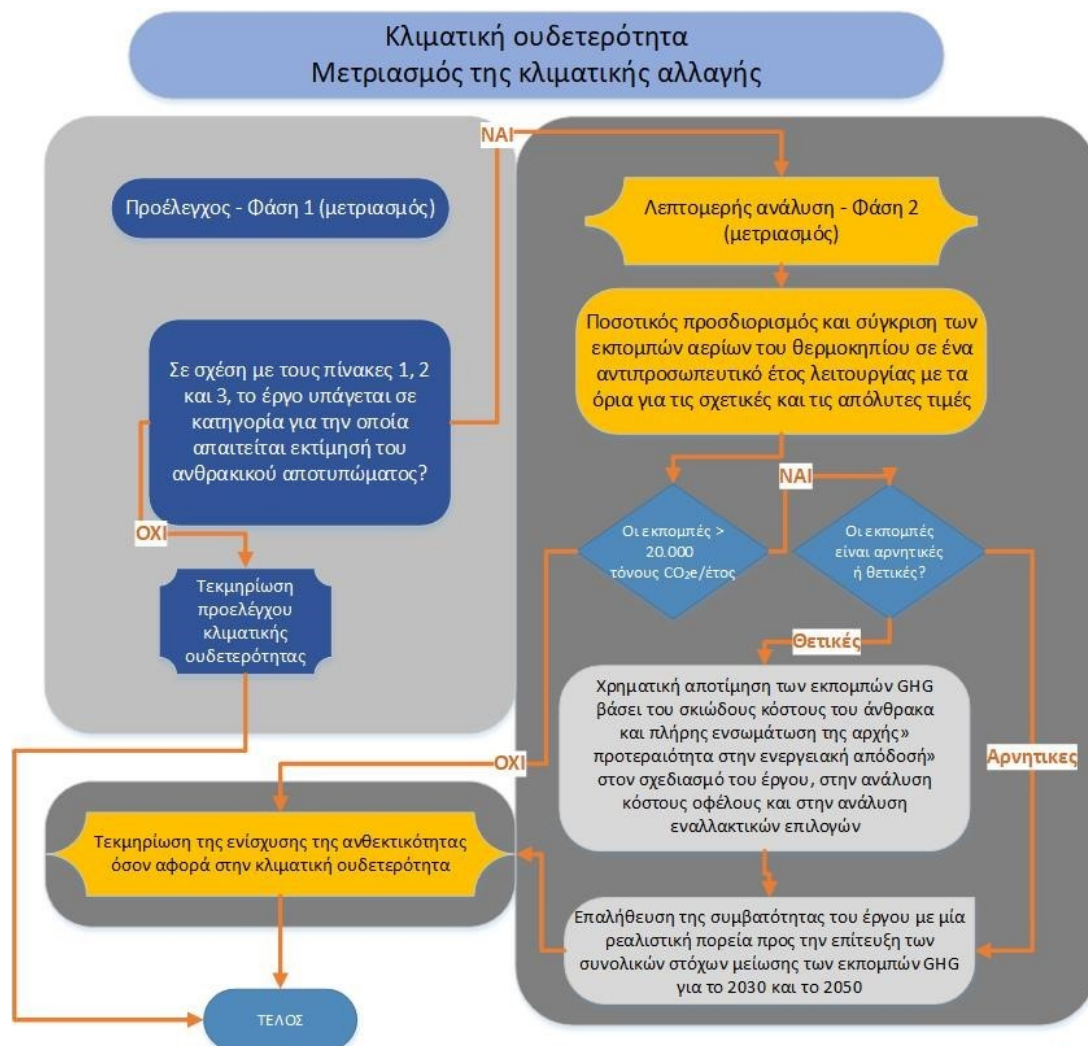 Κλιματική ουδετερότητα
Μετριασμός της κλιματικής αλλαγής
ΝΑΙ
Προέλεγχος - Φάση 1 (μετριασμός)
Λεπτομερής ανάλυση - Φάση 2
(μετριασμός)
Σε σχέση με τους πίνακες 1, 2
και 3, το έργο υπάγεται σε
κατηγορία για την οποία
απαιτείται εκτίμησή του
ανθρακικού αποτυπώματος?
Ποσοτικός προσδιορισμός και σύγκριση των
εκπομπών αερίων του θερμοκηπίου σε ένα
αντιπροσωπευτικό έτος λειτουργίας με τα
όρια για τις σχετικές και τις απόλυτες τιμές
ΝΑΙ
ΟΧΙ
Οι εκπομπές >
20.000
τόνους CO₂e/έτος
Οι εκπομπές
είναι αρνητικές
ή θετικές?
Τεκμηρίωση
προελέγχου
κλιματικής
ουδετερότητας
Θετικές
Χρηματική αποτίμηση των εκπομπών GHG
βάσει του σκιώδους κόστους του άνθρακα
και πλήρης ενσωμάτωση της αρχής»
προτεραιότητα στην ενεργειακή απόδοσή»
στον σχεδιασμό του έργου, στην ανάλυση
κόστους οφέλους και στην ανάλυση
εναλλακτικών επιλογών
ΟΧΙ
Αρνητικες
Τεκμηρίωση της ενίσχυσης της ανθεκτικότητας
όσον αφορά στην κλιματική ουδετερότητα
Επαλήθευση της συμβατότητας του έργου με μία
ρεαλιστική πορεία προς την επίτευξη των
συνολικών στόχων μείωσης των εκπομπών GHG
για το 2030 και το 2050
ΤΕΛΟΣ